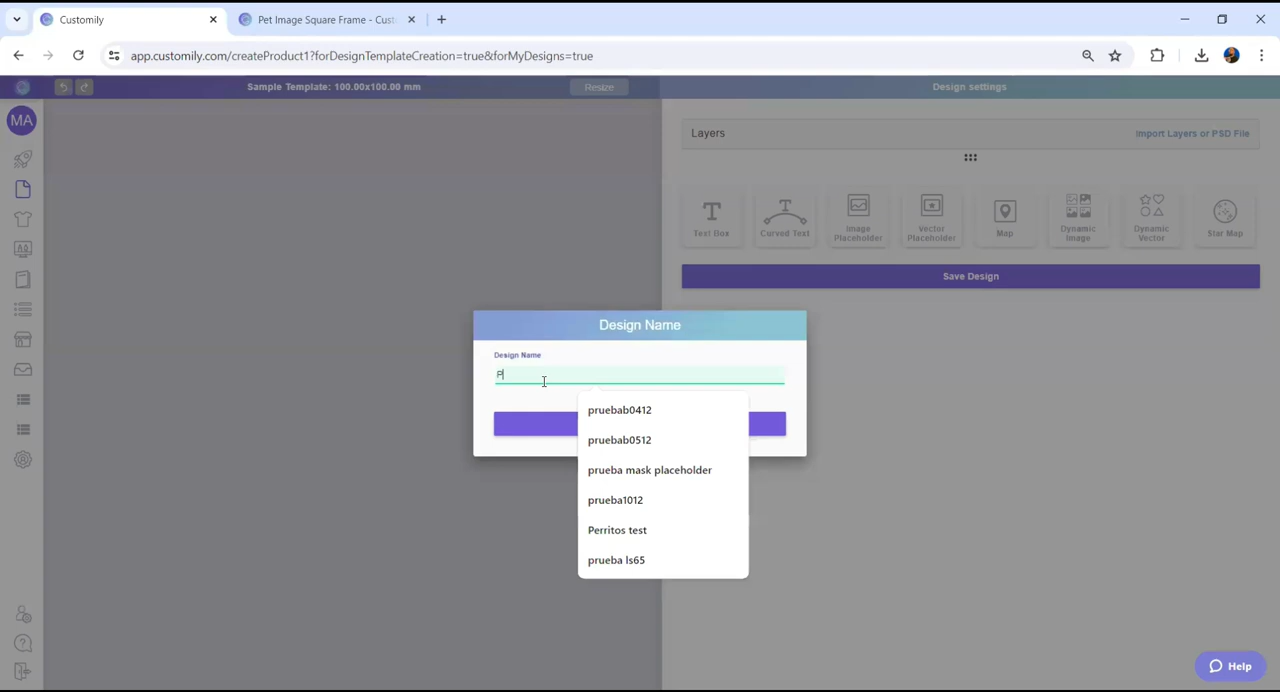 Customily
Pet Image Square Frame - Custo
app.customily.com/createProduct1?forDesignTemplateCreation=true&forMyDesigns=true
Sample Template: 100.00x100.00 mm
Resize
Design settings
MA
Layers
Import Layers or PSD File
Text Box
Curved Text
Image Placeholder
Vector Placeholder
Map
Dynamic Image
Dynamic Vector
Star Map
Save Design
Design Name
Design Name
P
pruebab0412
pruebab0512
prueba mask placeholder
prueba1012
Perritos test
prueba ls65
Help